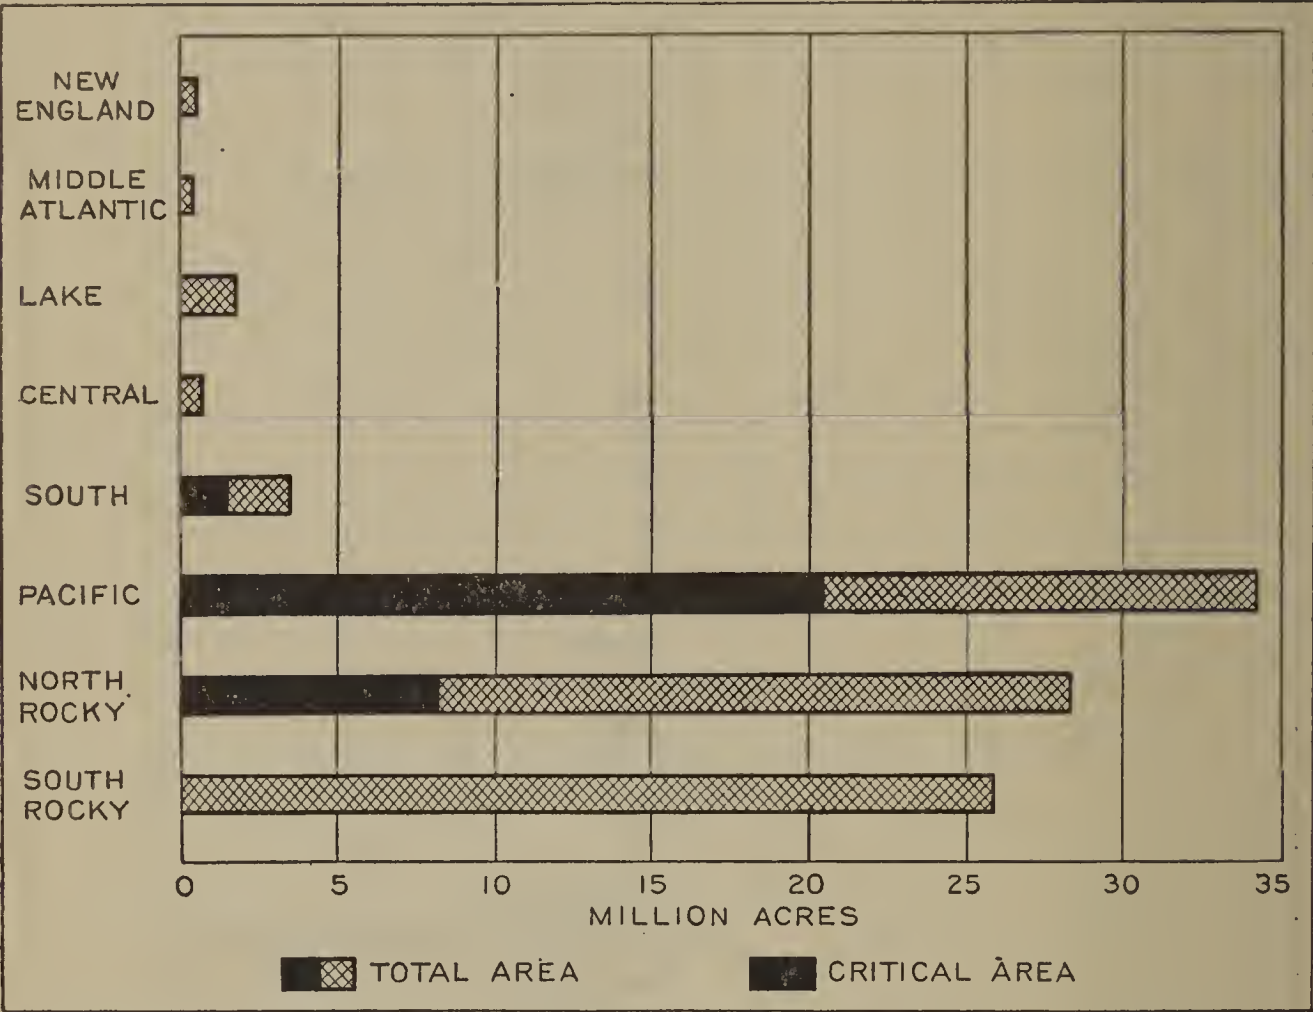 NEW
ENGLAND
MIDDLE
ATLANTIC
LAKE
CENTRAL
SOUTH
PACIFIC
NORTH
ROCKY
SOUTH
ROCKY
0 5 10 15 20 25 30 35
MILLION ACRES
TOTAL AREA CRITICAL AREA